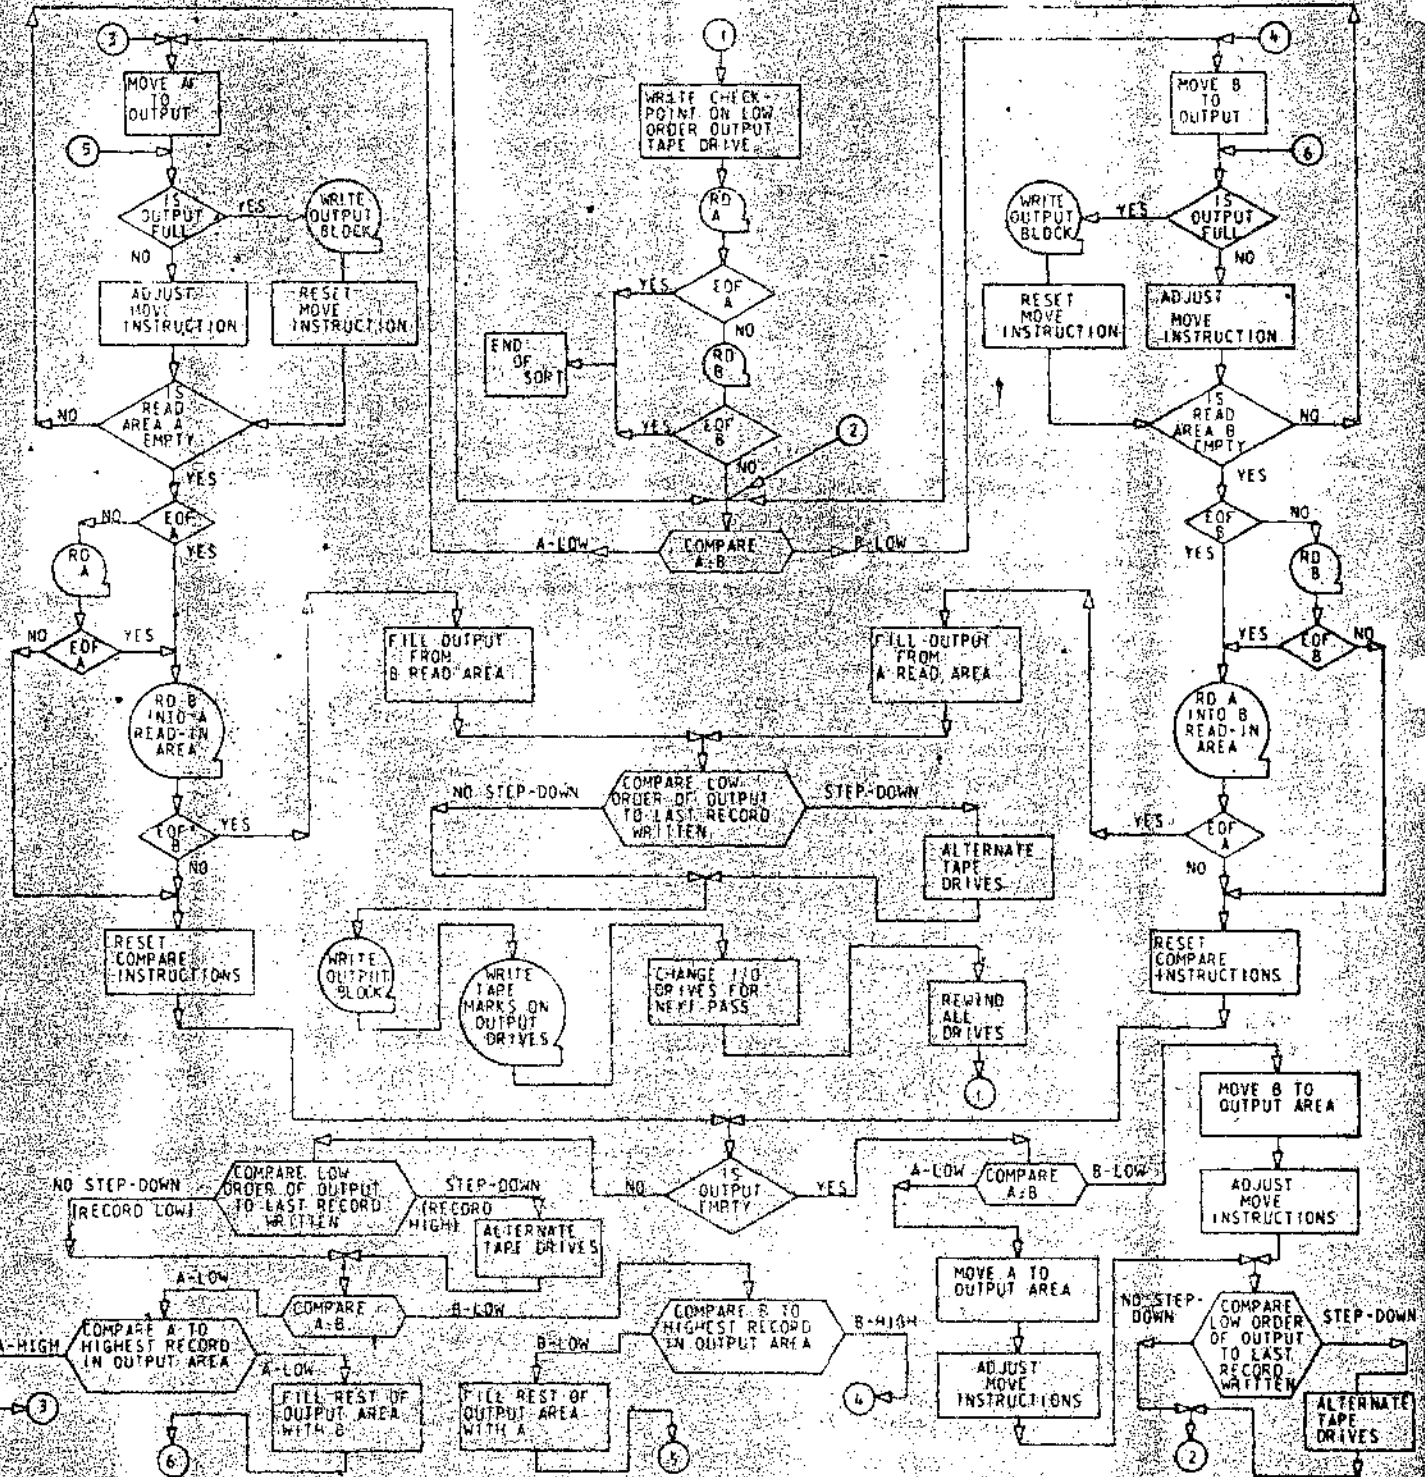 3
MOVE A
TO
OUTPUT
5
IS
OUTPUT
FULL
YES
NO
WRITE
OUTPUT
BLOCK
ADJUST
MOVE
INSTRUCTION
RESET
MOVE
INSTRUCTION
IS
READ
AREA A
EMPTY
NO
YES
EOF
A
NO
YES
RD
A
EOF
A
NO
YES
RD B
INTO A
READ-IN
AREA
EOF
B
YES
NO
RESET
COMPARE
INSTRUCTIONS
1
WRITE CHECK-
POINT ON LOW
ORDER OUTPUT
TAPE DRIVE
RD
A
EOF
A
YES
NO
END
OF
SORT
RD
B
EOF
B
YES
NO
2
COMPARE
A:B
A-LOW
B-LOW
4
MOVE B
TO
OUTPUT
6
IS
OUTPUT
FULL
YES
NO
WRITE
OUTPUT
BLOCK
RESET
MOVE
INSTRUCTION
ADJUST
MOVE
INSTRUCTION
IS
READ
AREA B
EMPTY
NO
YES
EOF
B
NO
YES
RD
B
EOF
B
YES
NO
RD A
INTO B
READ-IN
AREA
EOF
A
YES
NO
RESET
COMPARE
INSTRUCTIONS
FILL OUTPUT
FROM
B READ AREA
FILL OUTPUT
FROM
A READ AREA
COMPARE LOW
ORDER OF OUTPUT
TO LAST RECORD
WRITTEN
NO STEP-DOWN
STEP-DOWN
ALTERNATE
TAPE
DRIVES
WRITE
OUTPUT
BLOCK
WRITE
TAPE
MARKS ON
OUTPUT
DRIVES
CHANGE I/O
DRIVES FOR
NEXT PASS
REWIND
ALL
DRIVES
1
IS
OUTPUT
EMPTY
NO
YES
COMPARE LOW
ORDER OF OUTPUT
TO LAST RECORD
WRITTEN
NO STEP-DOWN
(RECORD LOW)
STEP-DOWN
(RECORD
HIGH)
ALTERNATE
TAPE DRIVES
COMPARE
A:B
A-LOW
B-LOW
COMPARE A TO
HIGHEST RECORD
IN OUTPUT AREA
A-HIGH
3
A-LOW
FILL REST OF
OUTPUT AREA
WITH B
6
COMPARE B TO
HIGHEST RECORD
IN OUTPUT AREA
B-LOW
B-HIGH
4
FILL REST OF
OUTPUT AREA
WITH A
5
COMPARE
A:B
A-LOW
B-LOW
MOVE A TO
OUTPUT AREA
ADJUST
MOVE
INSTRUCTIONS
MOVE B TO
OUTPUT AREA
ADJUST
MOVE
INSTRUCTIONS
COMPARE
LOW ORDER
OF OUTPUT
TO LAST
RECORD
WRITTEN
NO STEP-
DOWN
STEP-DOWN
ALTERNATE
TAPE
DRIVES
2